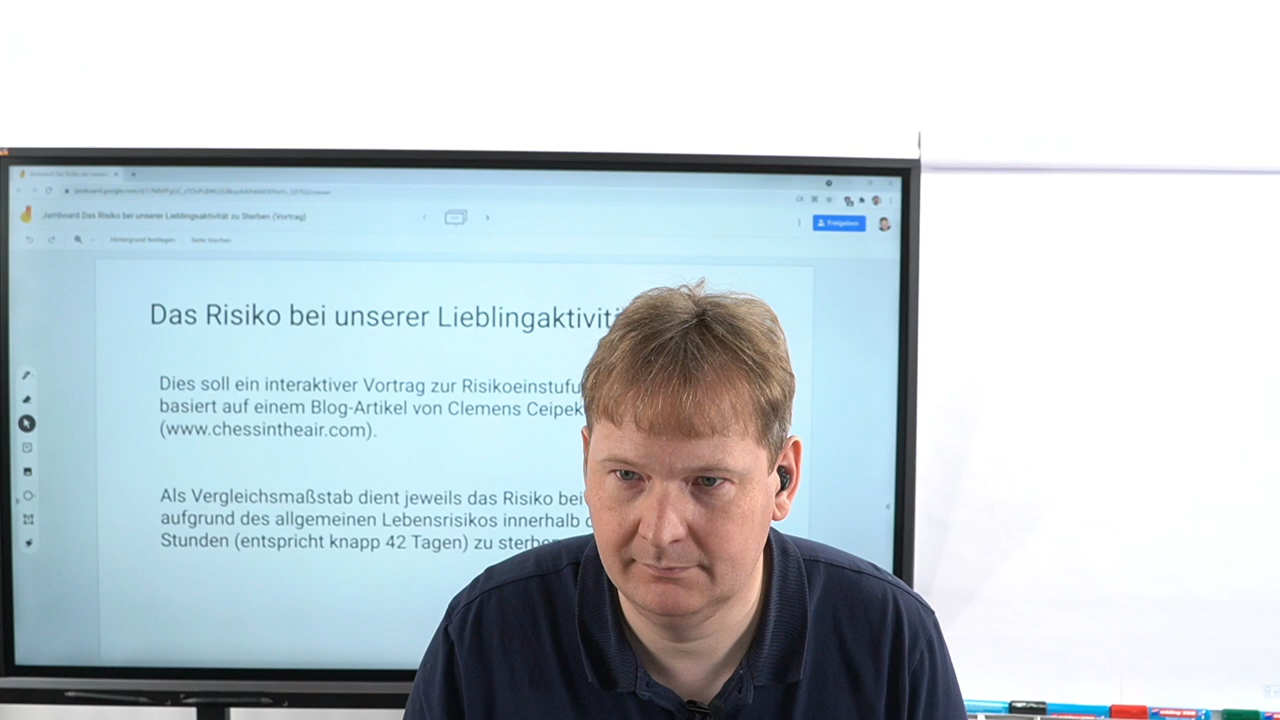 Jamboard Das Risiko bei unserer Lieblingsaktivität zu Sterben (Vortrag)
Freigeben
Hintergrund festlegen Seite löschen
Das Risiko bei unserer Lieblingaktivitä
Dies soll ein interaktiver Vortrag zur Risikoeinstufu
basiert auf einem Blog-Artikel von Clemens Ceipek
(www.chessintheair.com).
Als Vergleichsmaßstab dient jeweils das Risiko bei
aufgrund des allgemeinen Lebensrisikos innerhalb
Stunden (entspricht knapp 42 Tagen) zu sterben